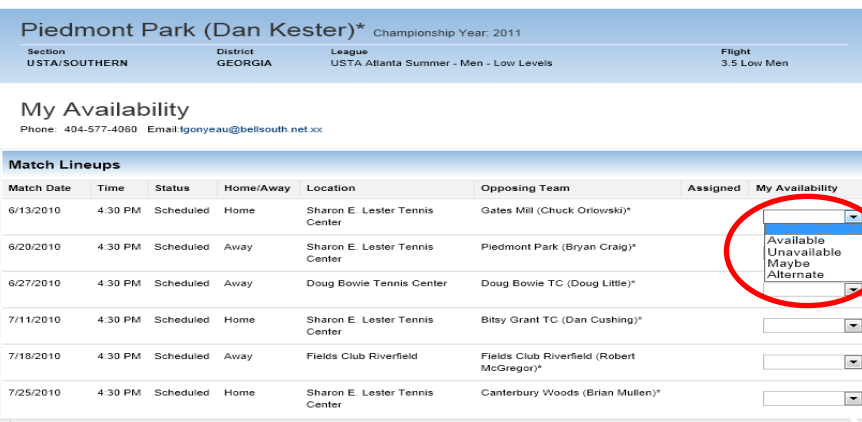 Piedmont Park (Dan Kester)* Championship Year: 2011
Section District League Flight
USTA/SOUTHERN GEORGIA USTA Atlanta Summer - Men - Low Levels 3.5 Low Men
My Availability
Phone: 404-577-4060 Email:tgonyeau@bellsouth.net.xx
Match Lineups
Match Date Time Status Home/Away Location Opposing Team Assigned My Availability
6/13/2010 4:30 PM Scheduled Home Sharon E. Lester Tennis Gates Mill (Chuck Orlowski)*
Center
Available
Unavailable
Maybe
Alternate
6/20/2010 4:30 PM Scheduled Away Sharon E. Lester Tennis Piedmont Park (Bryan Craig)*
Center
6/27/2010 4:30 PM Scheduled Away Doug Bowie Tennis Center Doug Bowie TC (Doug Little)*
7/11/2010 4:30 PM Scheduled Home Sharon E. Lester Tennis Bitsy Grant TC (Dan Cushing)*
Center
7/18/2010 4:30 PM Scheduled Away Fields Club Riverfield Fields Club Riverfield (Robert
McGregor)*
7/25/2010 4:30 PM Scheduled Home Sharon E. Lester Tennis Canterbury Woods (Brian Mullen)*
Center